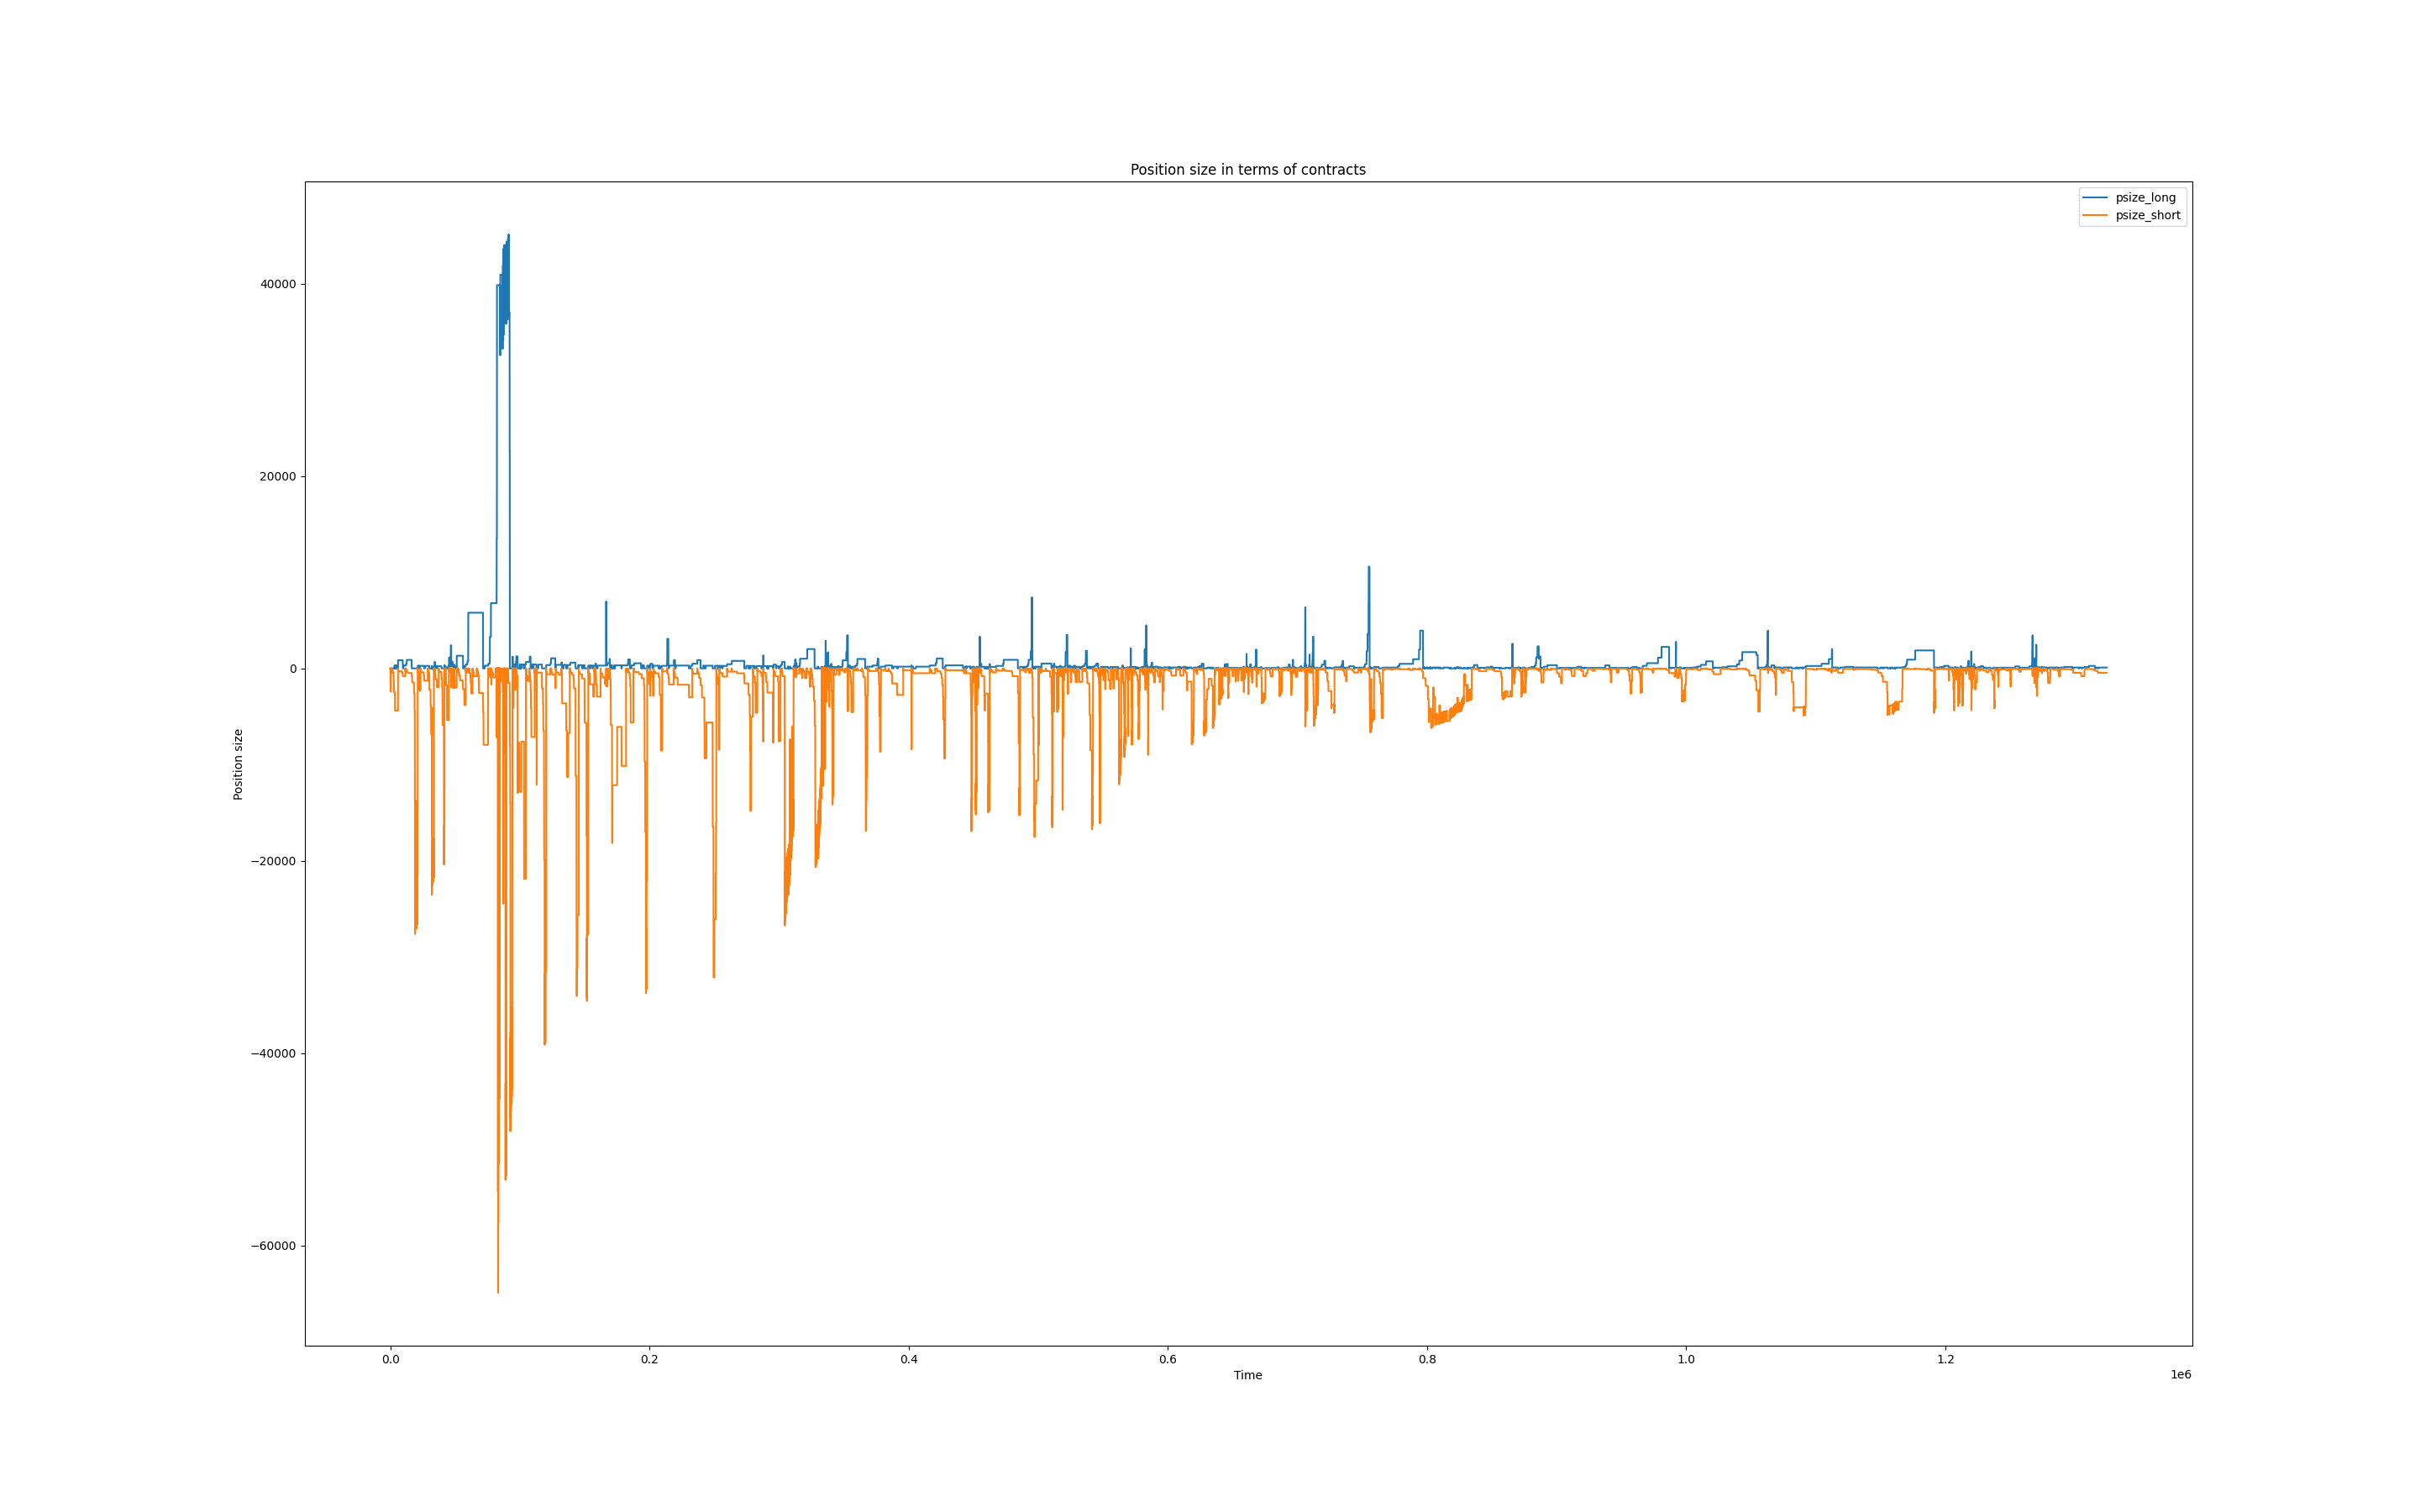 Position size in terms of contracts
psize_long
psize_short
40000
20000
0
−20000
−40000
−60000
Position size
0.0
0.2
0.4
0.6
0.8
1.0
1.2
1e6
Time